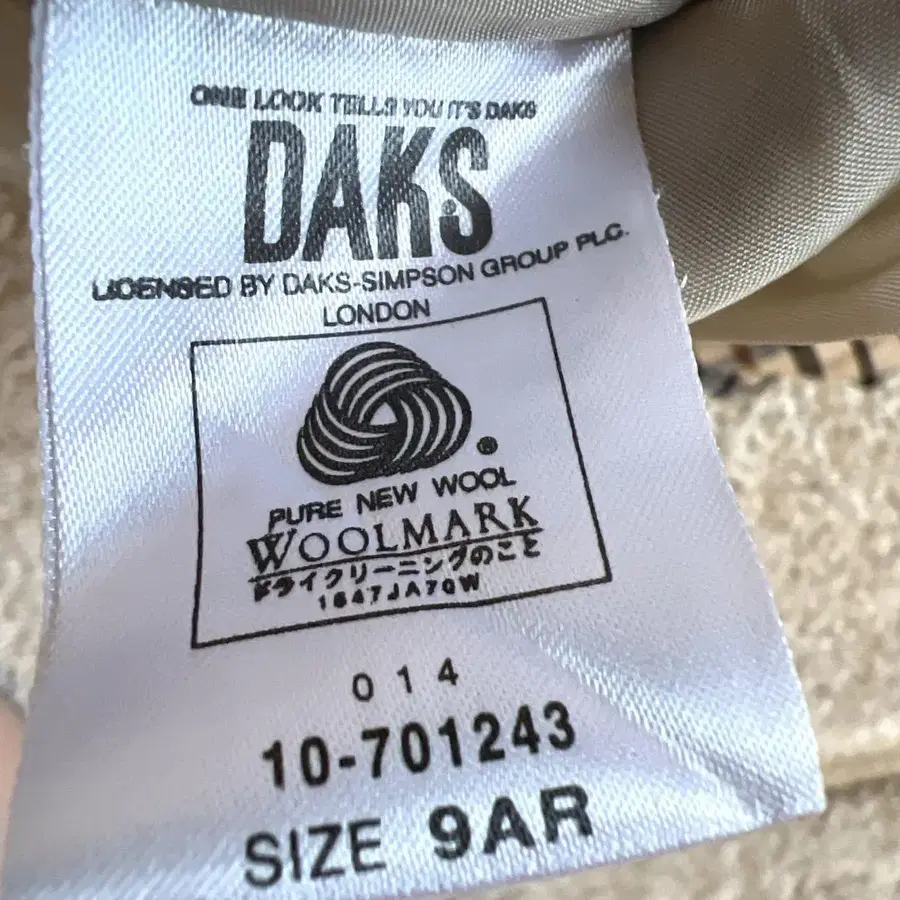 ONE LOOK TELLS YOU IT'S DAKS
DAKS®
LICENSED BY DAKS-SIMPSON GROUP PLC.
LONDON
®
PURE NEW WOOL
WOOLMARK
ドライクリーニングのこと
1647JA70W
014
10-701243
SIZE 9AR